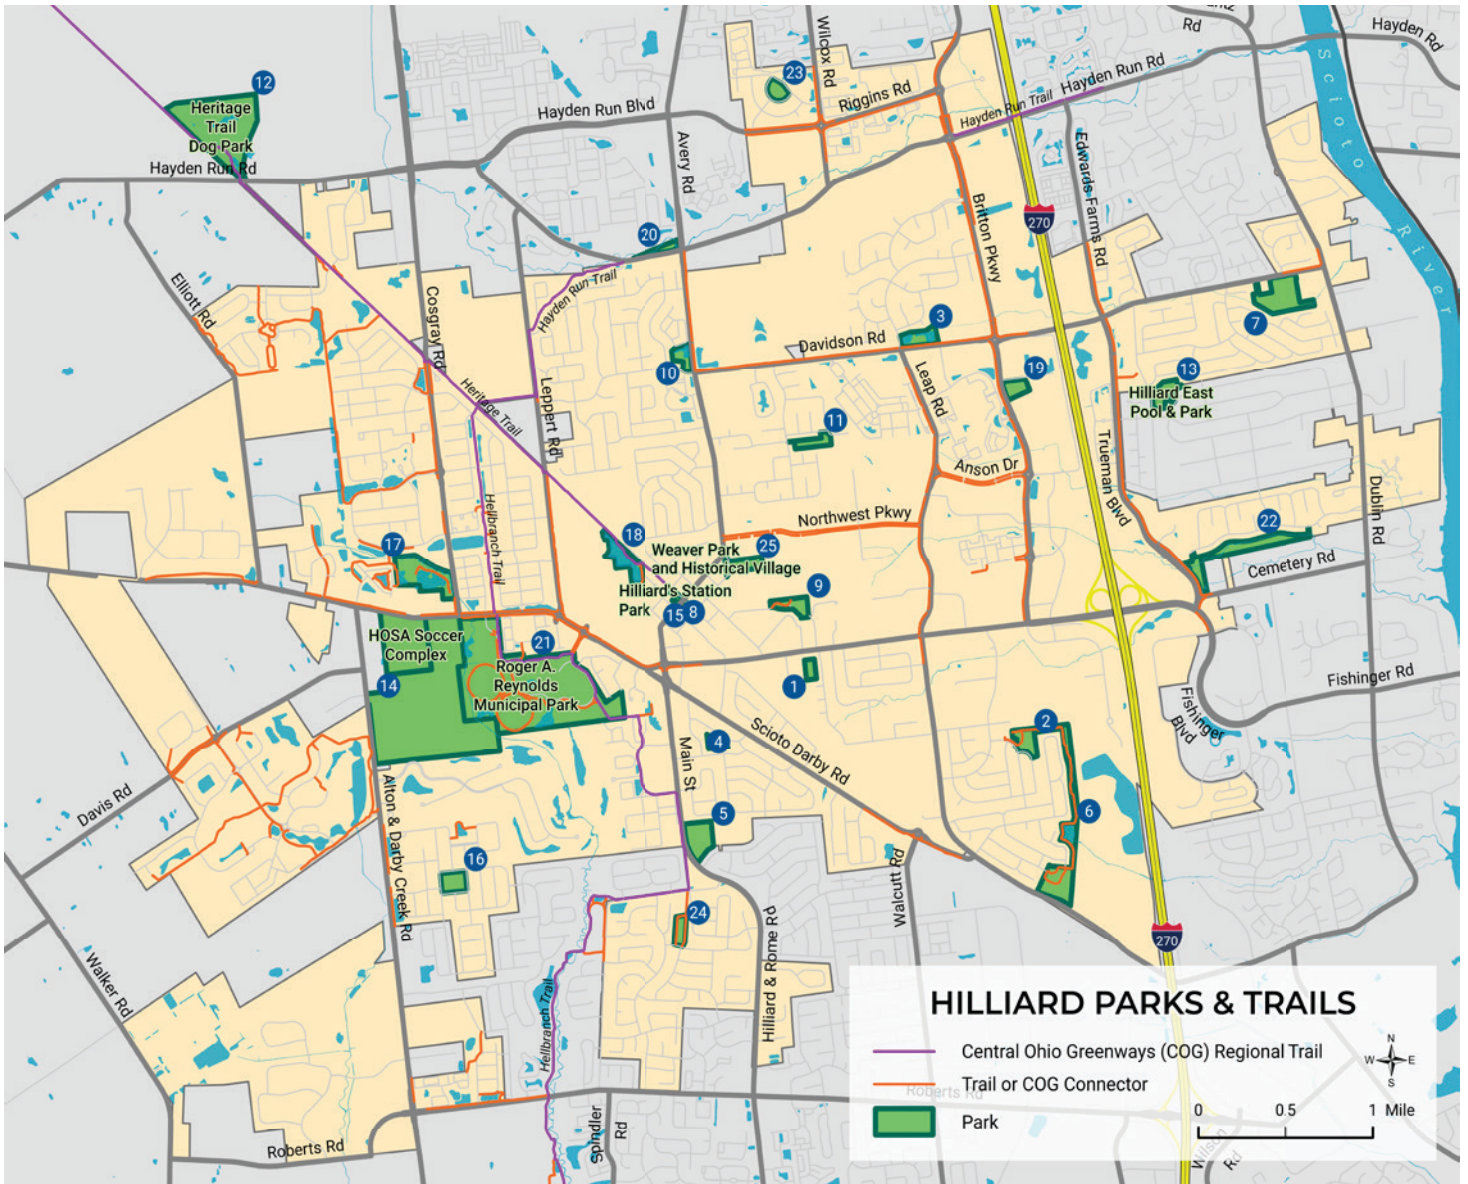 Rd
Hayden Rd
Scioto River
Wilcox Rd
23
12
Riggins Rd
Hayden Run Rd
Hayden Run Trail
Hayden Run Blvd
Heritage
Trail
Dog Park
Hayden Run Rd
Avery Rd
Edwards Farms Rd
Britton Pkwy
270
20
Elliott Rd
Cosgray Rd
Hayden Run Trail
3
Davidson Rd
7
10
19
13
Hilliard East
Pool & Park
Leap Rd
Heritage Trail
Leppert Rd
11
Anson Dr
Trueman Blvd
Dublin Rd
Hellbranch Trail
Northwest Pkwy
22
18
17
Weaver Park
and Historical Village
25
Cemetery Rd
Hilliard's Station
Park
9
15
8
HOSA Soccer
Complex
21
Roger A.
Reynolds
Municipal Park
14
1
Fishinger Rd
Fishinger
Blvd
2
4
Scioto Darby Rd
Main St
Davis Rd
Alton & Darby Creek Rd
5
6
16
Walcutt Rd
24
Hilliard & Rome Rd
270
Walker Rd
Hellbranch Trail
HILLIARD PARKS & TRAILS
Central Ohio Greenways (COG) Regional Trail
Trail or COG Connector
Park
N
W
E
S
0
0.5
1 Mile
Roberts Rd
Roberts Rd
Spindler
Rd
Wilson
Rd